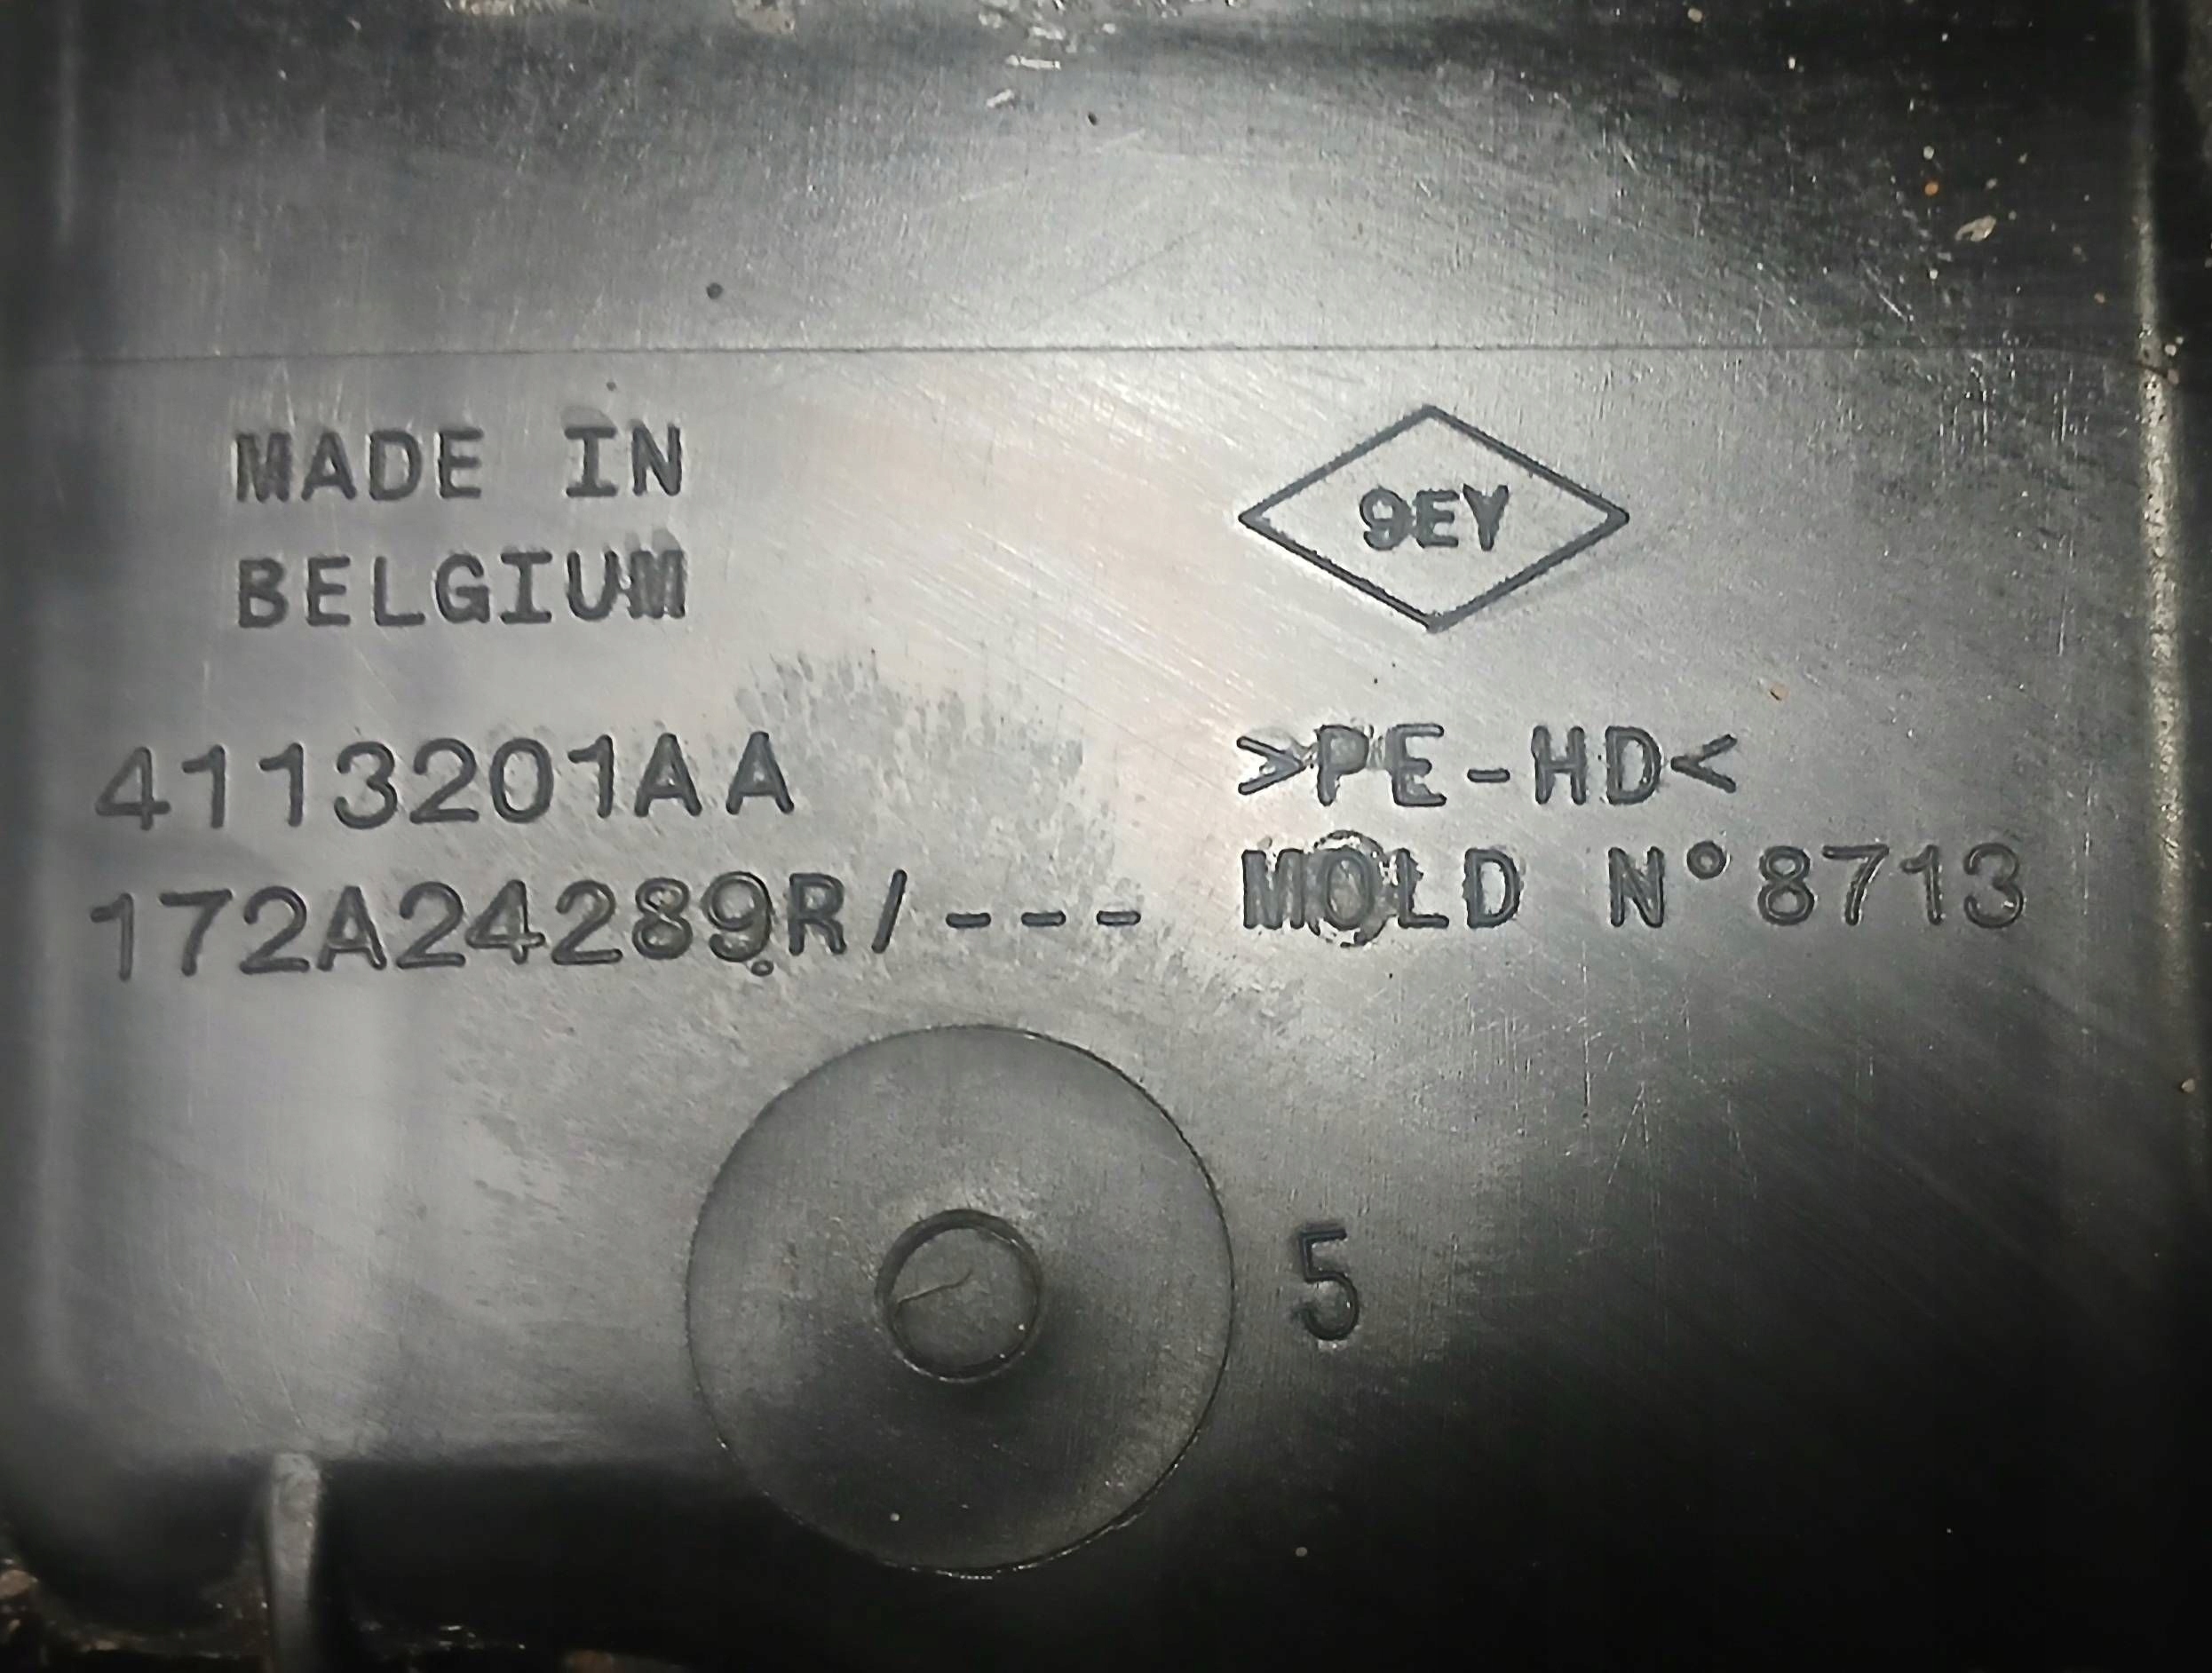 MADE IN
BELGIUM
9EY
4113201AA
>PE-HD<
172A24289R/---
MOLD N°8713
5